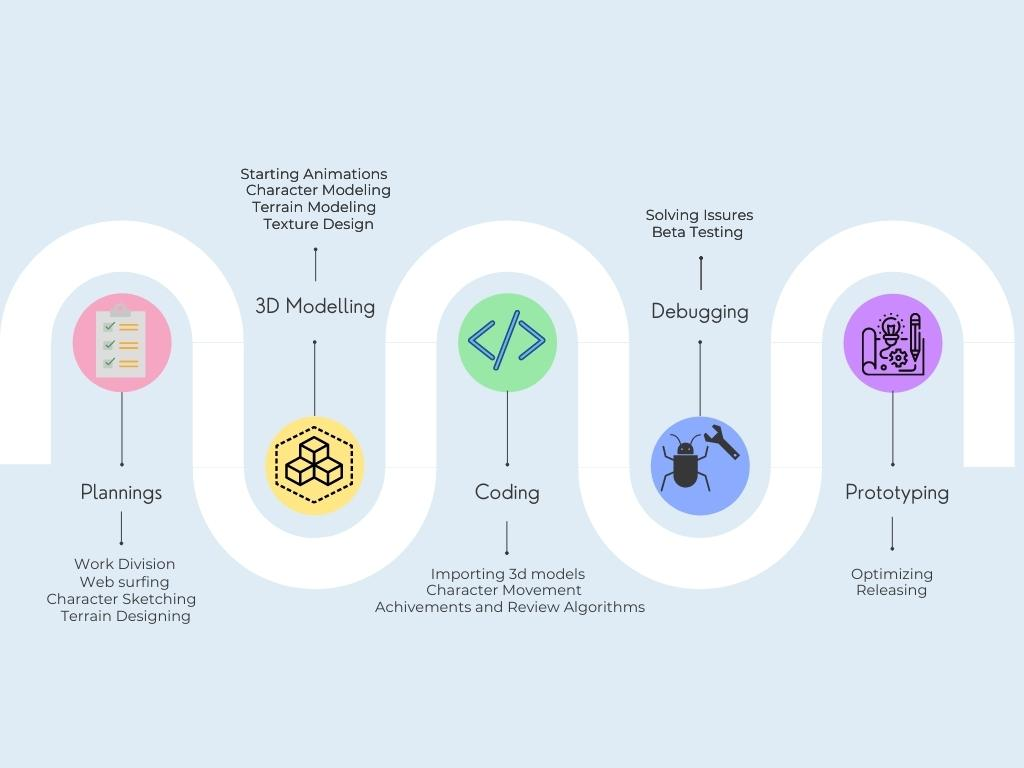 Plannings
Work Division
Web surfing
Character Sketching
Terrain Designing
Starting Animations
Character Modeling
Terrain Modeling
Texture Design
3D Modelling
Coding
Importing 3d models
Character Movement
Achivements and Review Algorithms
Solving Issures
Beta Testing
Debugging
Prototyping
Optimizing
Releasing